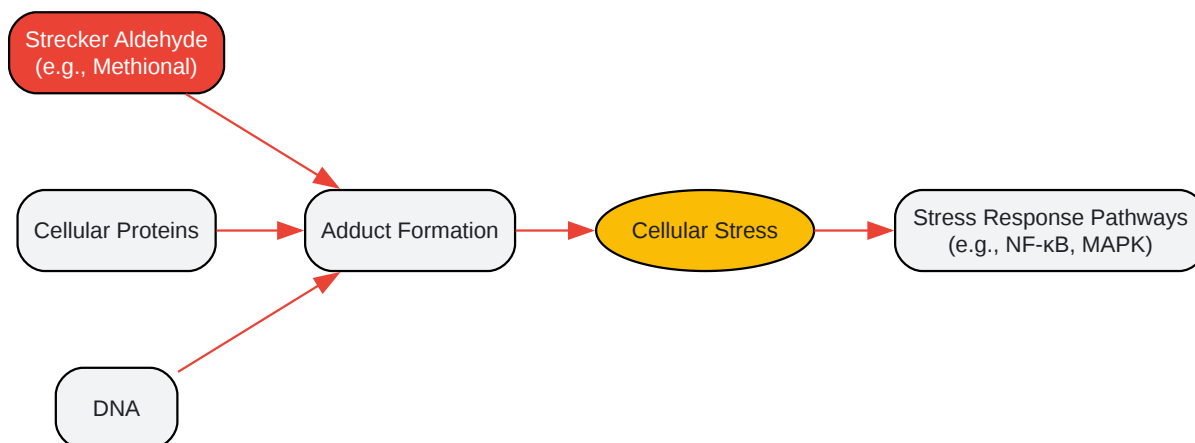 Strecker Aldehyde
(e.g., Methional)
Cellular Proteins
Adduct Formation
Cellular Stress
Stress Response Pathways
(e.g., NF-κB, MAPK)
DNA